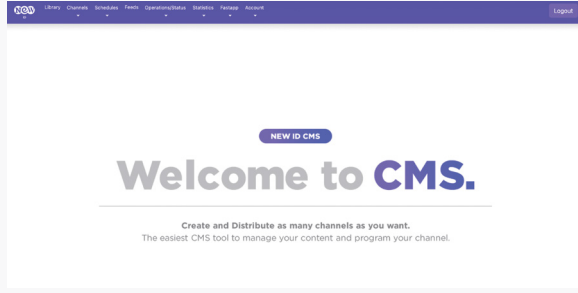 NEW
ID
Library Channels Schedules Feeds Operations/Status Statistics Fastapp Account
Logout
NEW ID CMS
Welcome to CMS.
Create and Distribute as many channels as you want.
The easiest CMS tool to manage your content and program your channel.